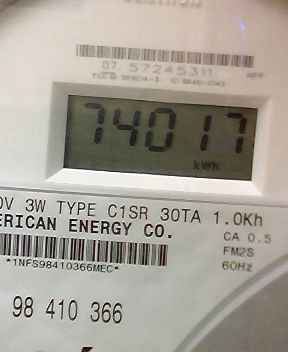 07 57245311
74017
kWh
0V 3W TYPE C1SR 30TA 1.0Kh
ERICAN ENERGY CO.
CA 0.5
FM2S
*1NFS98410366MEC*
60Hz
98 410 366